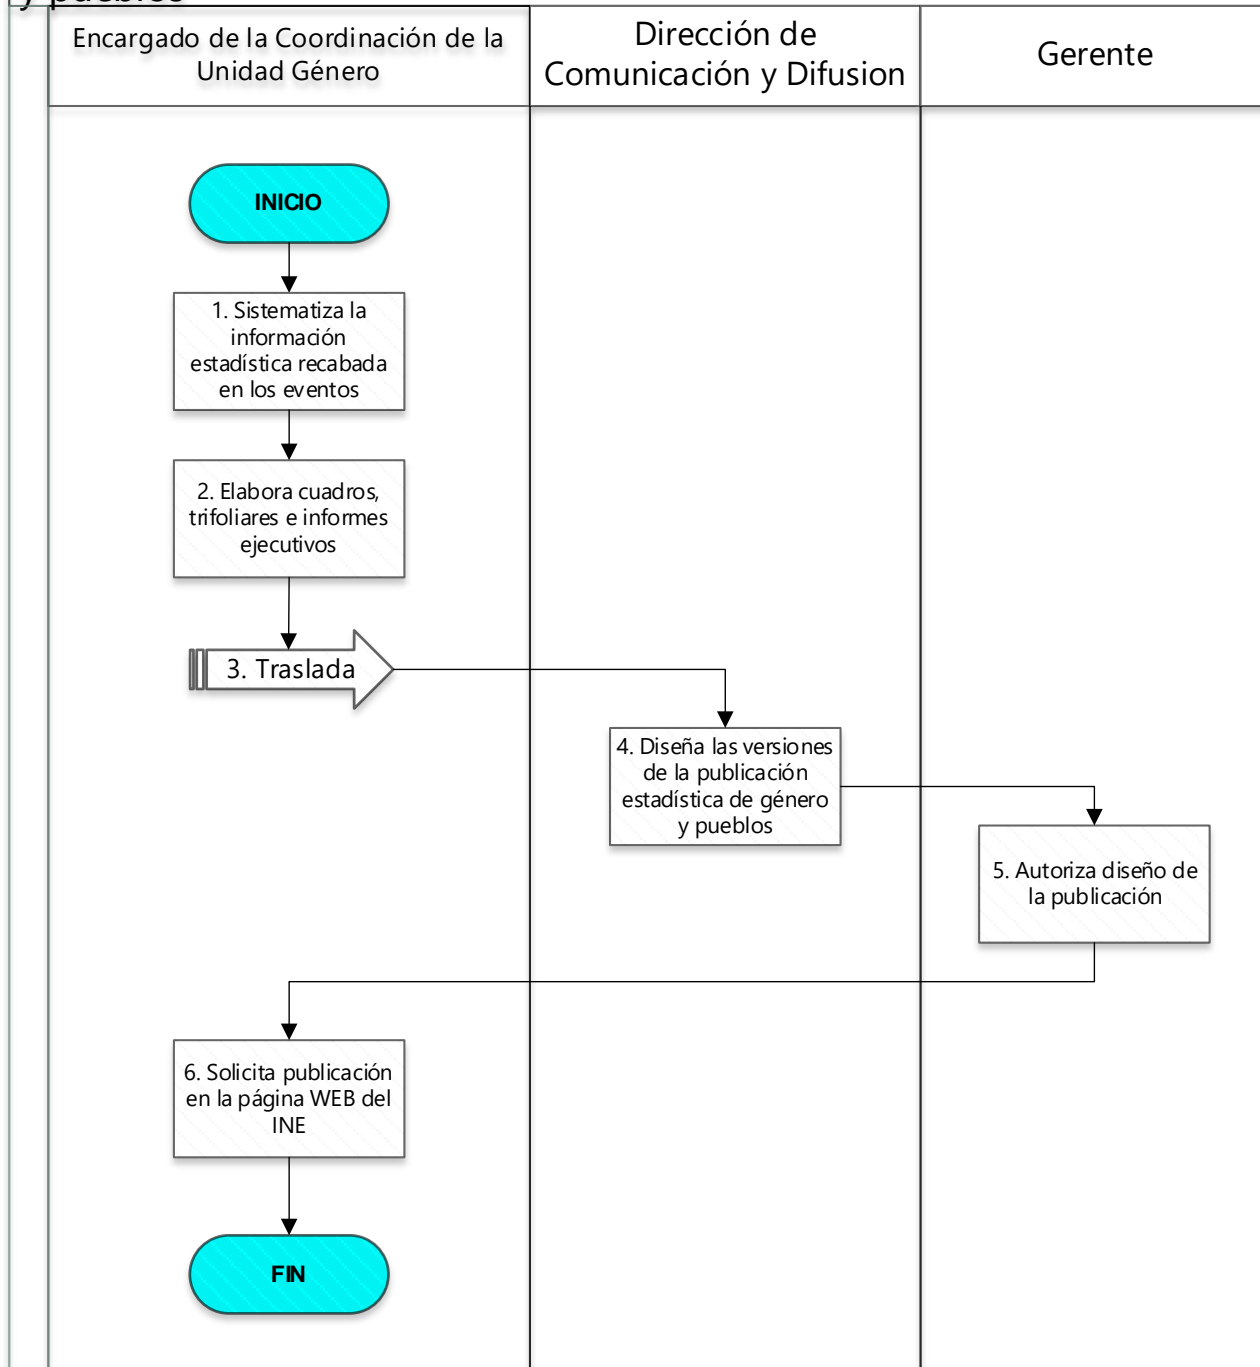 y pueblos
Encargado de la Coordinación de la
Unidad Género
Dirección de
Comunicación y Difusion
Gerente
INICIO
1. Sistematiza la
información
estadística recabada
en los eventos
2. Elabora cuadros,
trifoliares e informes
ejecutivos
3. Traslada
4. Diseña las versiones
de la publicación
estadística de género
y pueblos
5. Autoriza diseño de
la publicación
6. Solicita publicación
en la página WEB del
INE
FIN